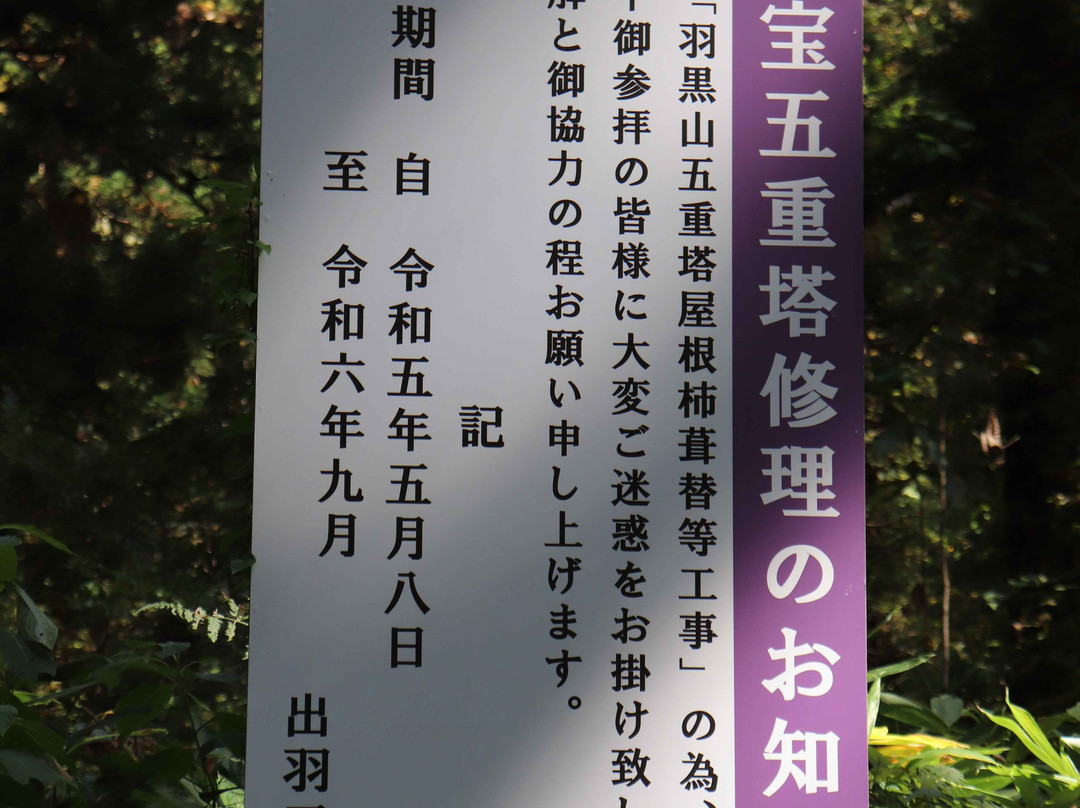 宝五重塔修理のお知
「羽黒山五重塔屋根柿葺替等工事」の為、
御参拝の皆様に大変ご迷惑をお掛け致し
解と御協力の程お願い申し上げます。
記
期間 自 令和五年五月八日
至 令和六年九月
出羽